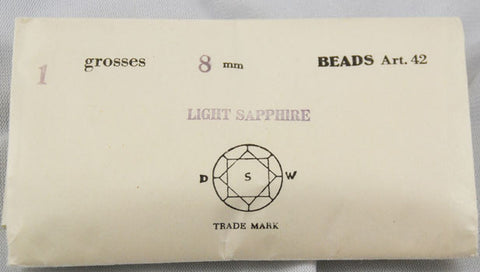 1 grosses 8 mm BEADS Art. 42
LIGHT SAPPHIRE
D S W
TRADE MARK